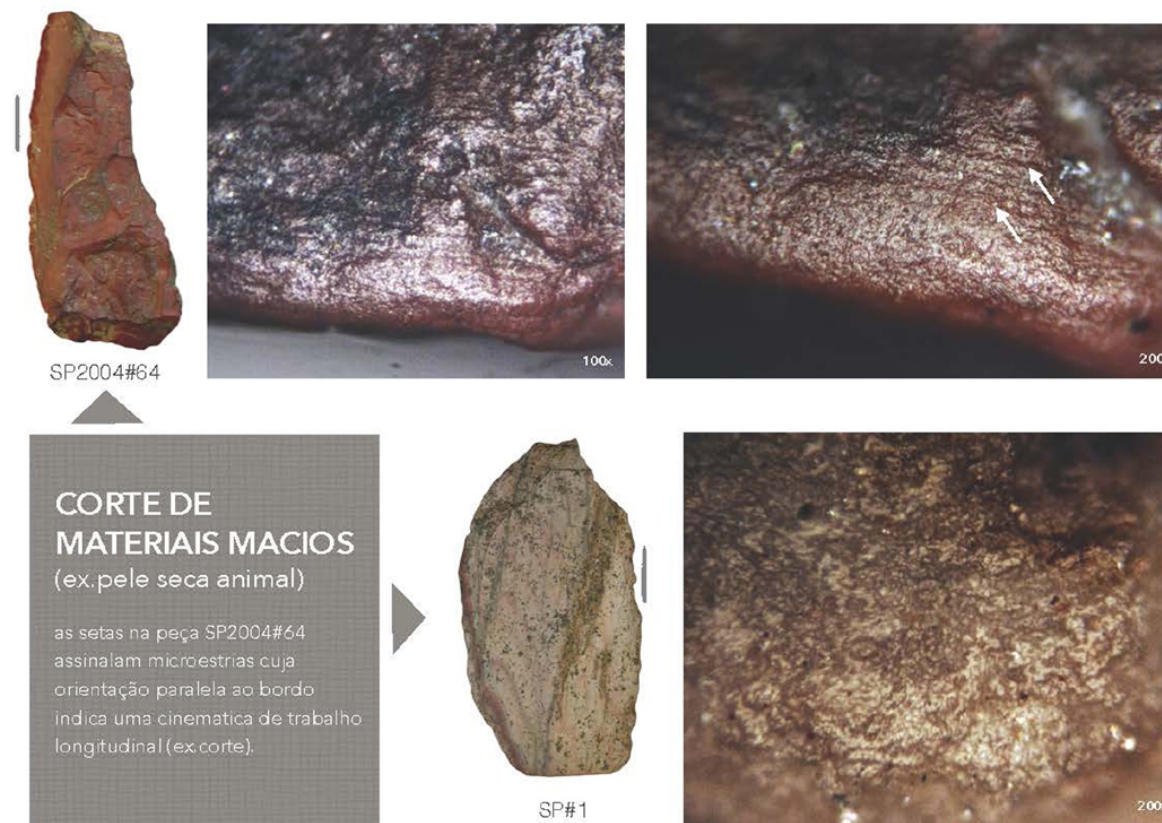 100x
200
SP2004#64
CORTE DE
MATERIAIS MACIOS
(ex.pele seca animal)
as setas na peça SP2004#64
assinalam microestrias cuja
orientação paralela ao bordo
indica uma cinematica de trabalho
longitudinal (ex.corte).
SP#1
200